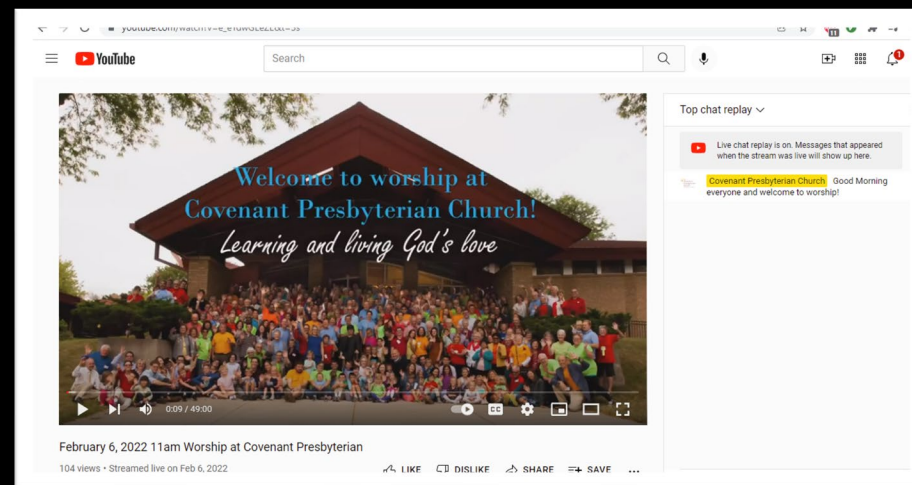 YouTube
Search
11
1
Welcome to worship at
Covenant Presbyterian Church!
Learning and living God's love
0:09 / 49:00
CC
February 6, 2022 11am Worship at Covenant Presbyterian
104 views • Streamed live on Feb 6, 2022
LIKE
DISLIKE
SHARE
SAVE
Top chat replay
Live chat replay is on. Messages that appeared
when the stream was live will show up here.
Covenant Presbyterian Church Good Morning
everyone and welcome to worship!